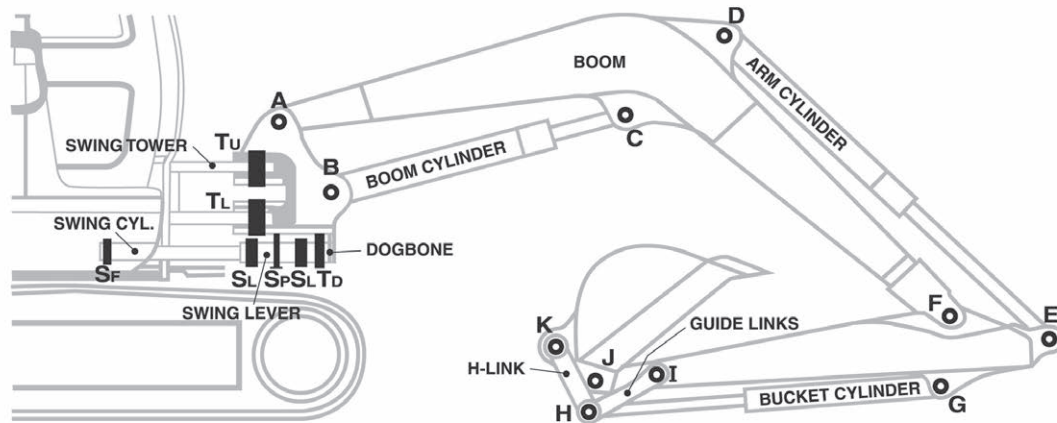 D
BOOM
ARM CYLINDER
A
C
SWING TOWER
TU
B
BOOM CYLINDER
TL
SWING CYL.
DOGBONE
SF
SL
SP
SL
TD
SWING LEVER
F
GUIDE LINKS
E
K
J
H-LINK
I
BUCKET CYLINDER
G
H